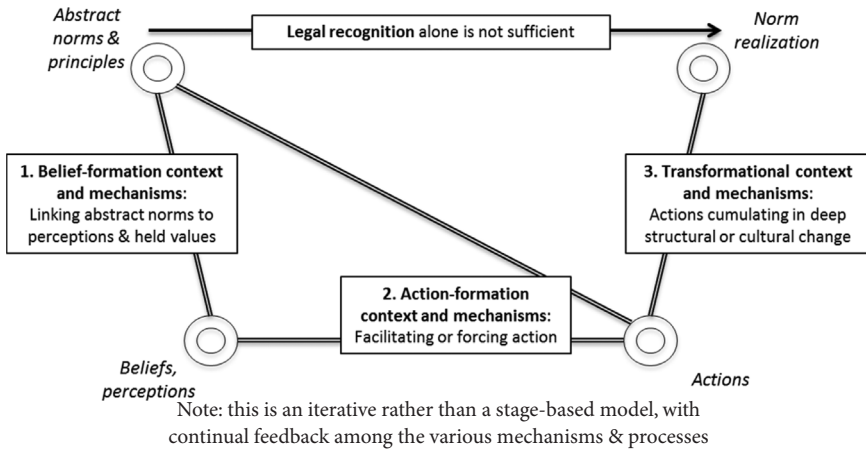 Abstract
norms &
principles
Legal recognition alone is not sufficient
Norm
realization
1. Belief-formation context
and mechanisms:
Linking abstract norms to
perceptions & held values
3. Transformational context
and mechanisms:
Actions cumulating in deep
structural or cultural change
2. Action-formation
context and mechanisms:
Facilitating or forcing action
Beliefs,
perceptions
Actions
Note: this is an iterative rather than a stage-based model, with
continual feedback among the various mechanisms & processes